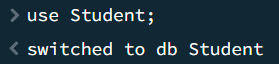 > use Student;
< switched to db Student